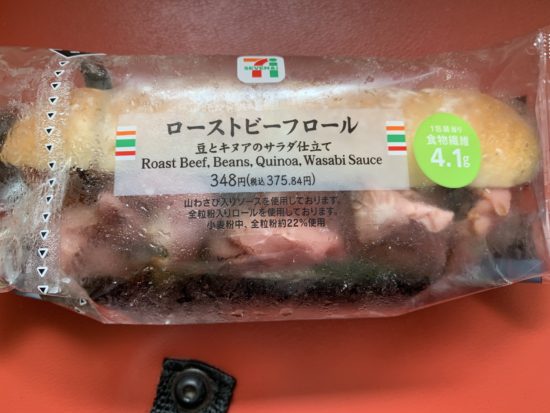 SEVEN i
ローストビーフロール
豆とキヌアのサラダ仕立て
Roast Beef, Beans, Quinoa, Wasabi Sauce
348円(税込375.84円)
山わさび入りソースを使用しております。
全粒粉入りロールを使用しております。
小麦粉中、全粒粉約22%使用
1包装当り
食物繊維
4.1g